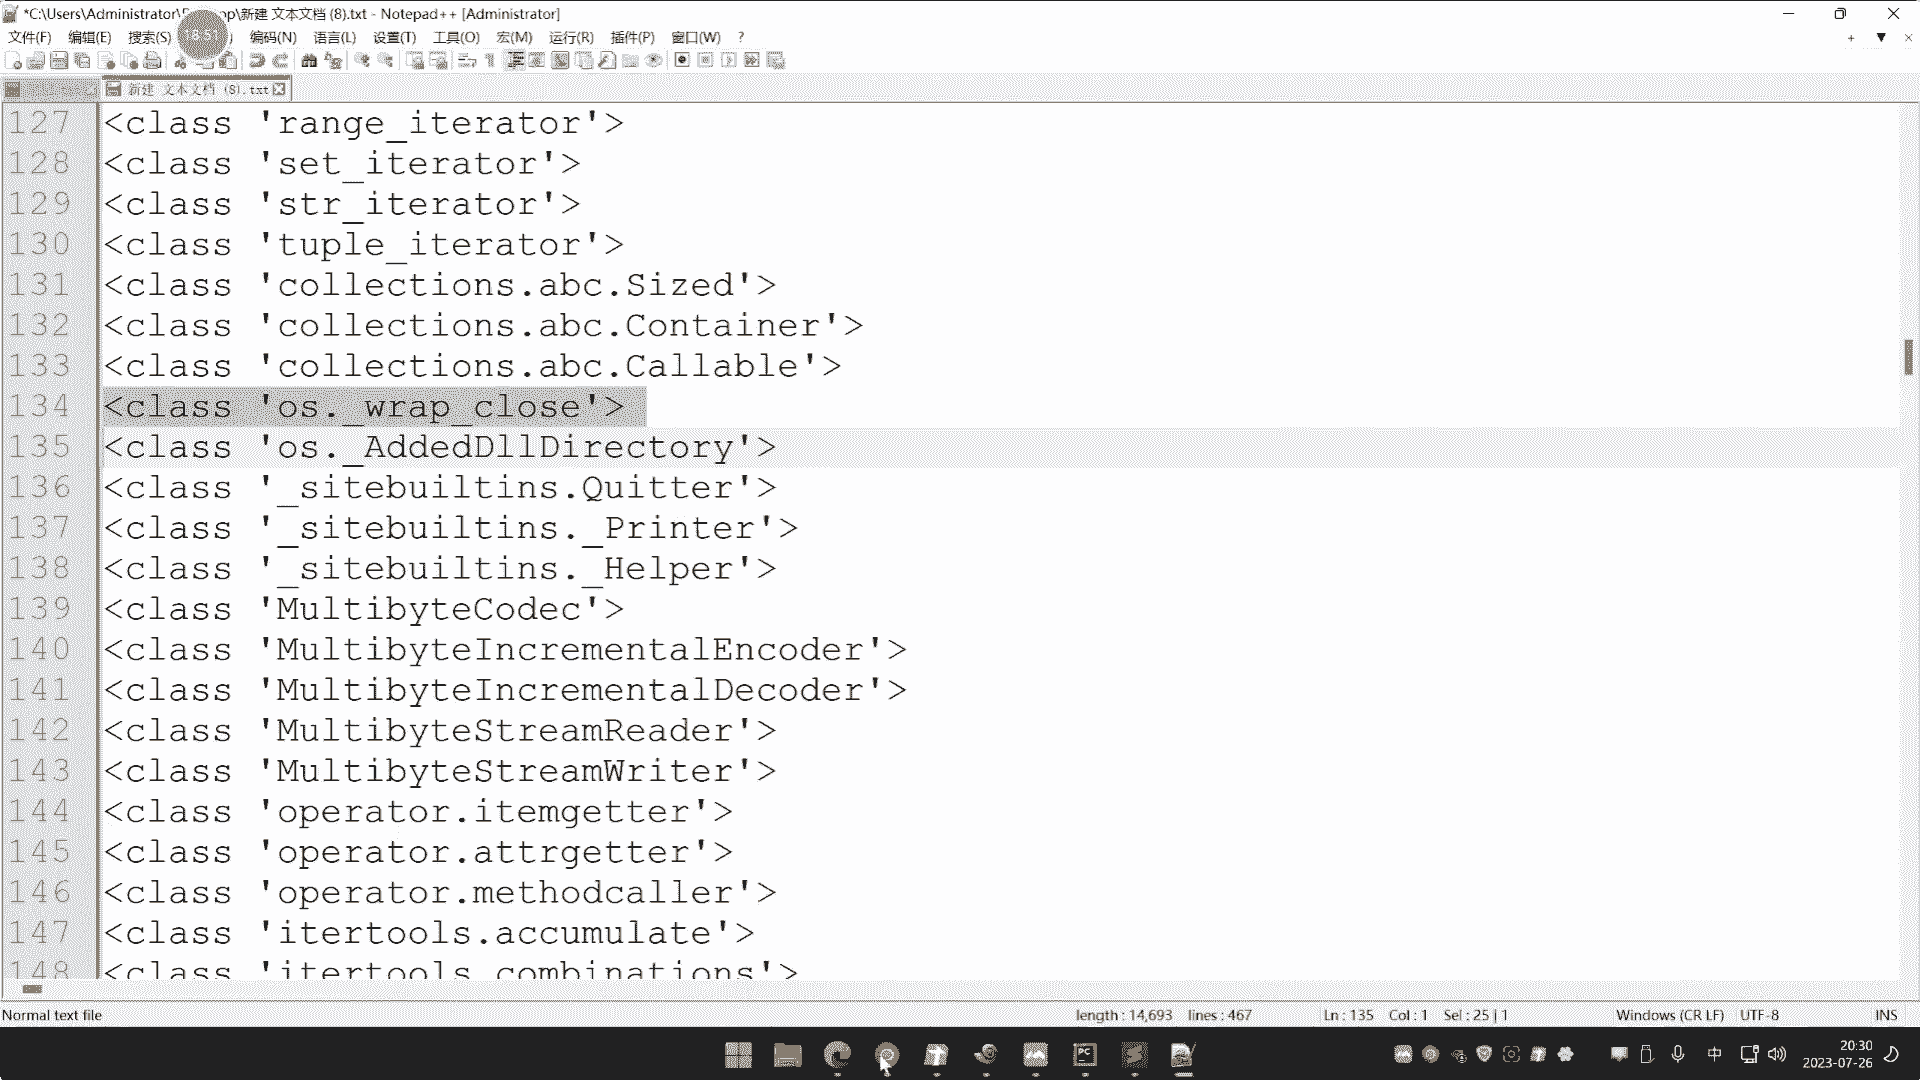 *C:\Users\Administrator\ op\新建 文本文档 (8).txt - Notepad++ [Administrator]
文件(F) 编辑(E) 搜索(S) 编码(N) 语言(L) 设置(T) 工具(O) 宏(M) 运行(R) 插件(P) 窗口(W) ?
18:51
新建 文本文档 (8).txt
127 <class 'range_iterator'>
128 <class 'set_iterator'>
129 <class 'str_iterator'>
130 <class 'tuple_iterator'>
131 <class 'collections.abc.Sized'>
132 <class 'collections.abc.Container'>
133 <class 'collections.abc.Callable'>
134 <class 'os._wrap_close'>
135 <class 'os._AddedDllDirectory'>
136 <class '_sitebuiltins.Quitter'>
137 <class '_sitebuiltins._Printer'>
138 <class '_sitebuiltins._Helper'>
139 <class 'MultibyteCodec'>
140 <class 'MultibyteIncrementalEncoder'>
141 <class 'MultibyteIncrementalDecoder'>
142 <class 'MultibyteStreamReader'>
143 <class 'MultibyteStreamWriter'>
144 <class 'operator.itemgetter'>
145 <class 'operator.attrgetter'>
146 <class 'operator.methodcaller'>
147 <class 'itertools.accumulate'>
148 <class 'itertools.combinations'>
Normal text file length : 14,693 lines : 467 Ln : 135 Col : 1 Sel : 25 | 1 Windows (CR LF) UTF-8 INS
PC 中 20:30
2023-07-26